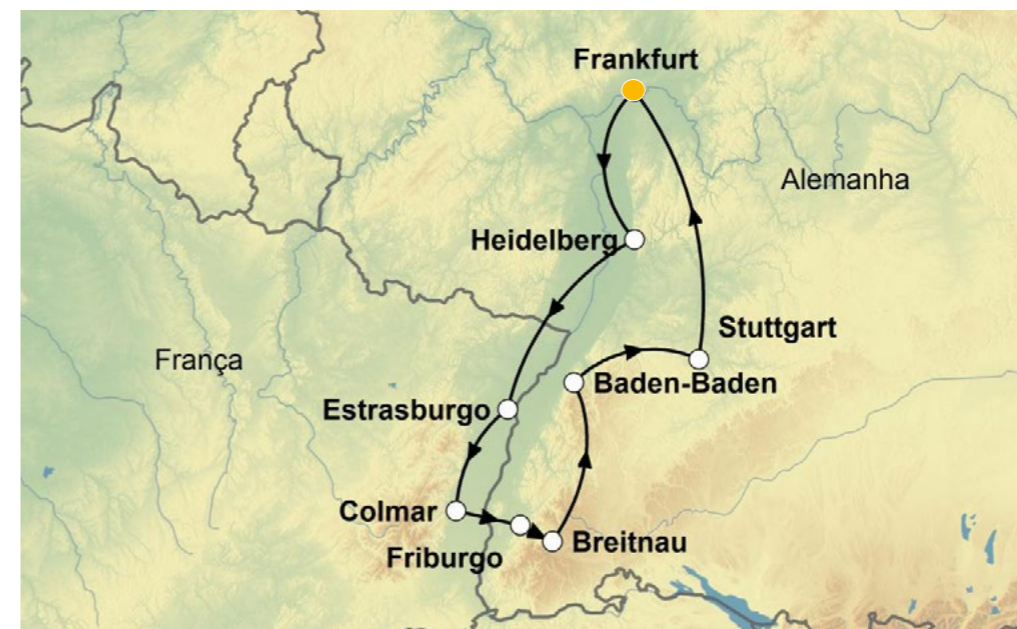 Frankfurt
Alemanha
Heidelberg
Stuttgart
França
Baden-Baden
Estrasburgo
Colmar
Breitnau
Friburgo